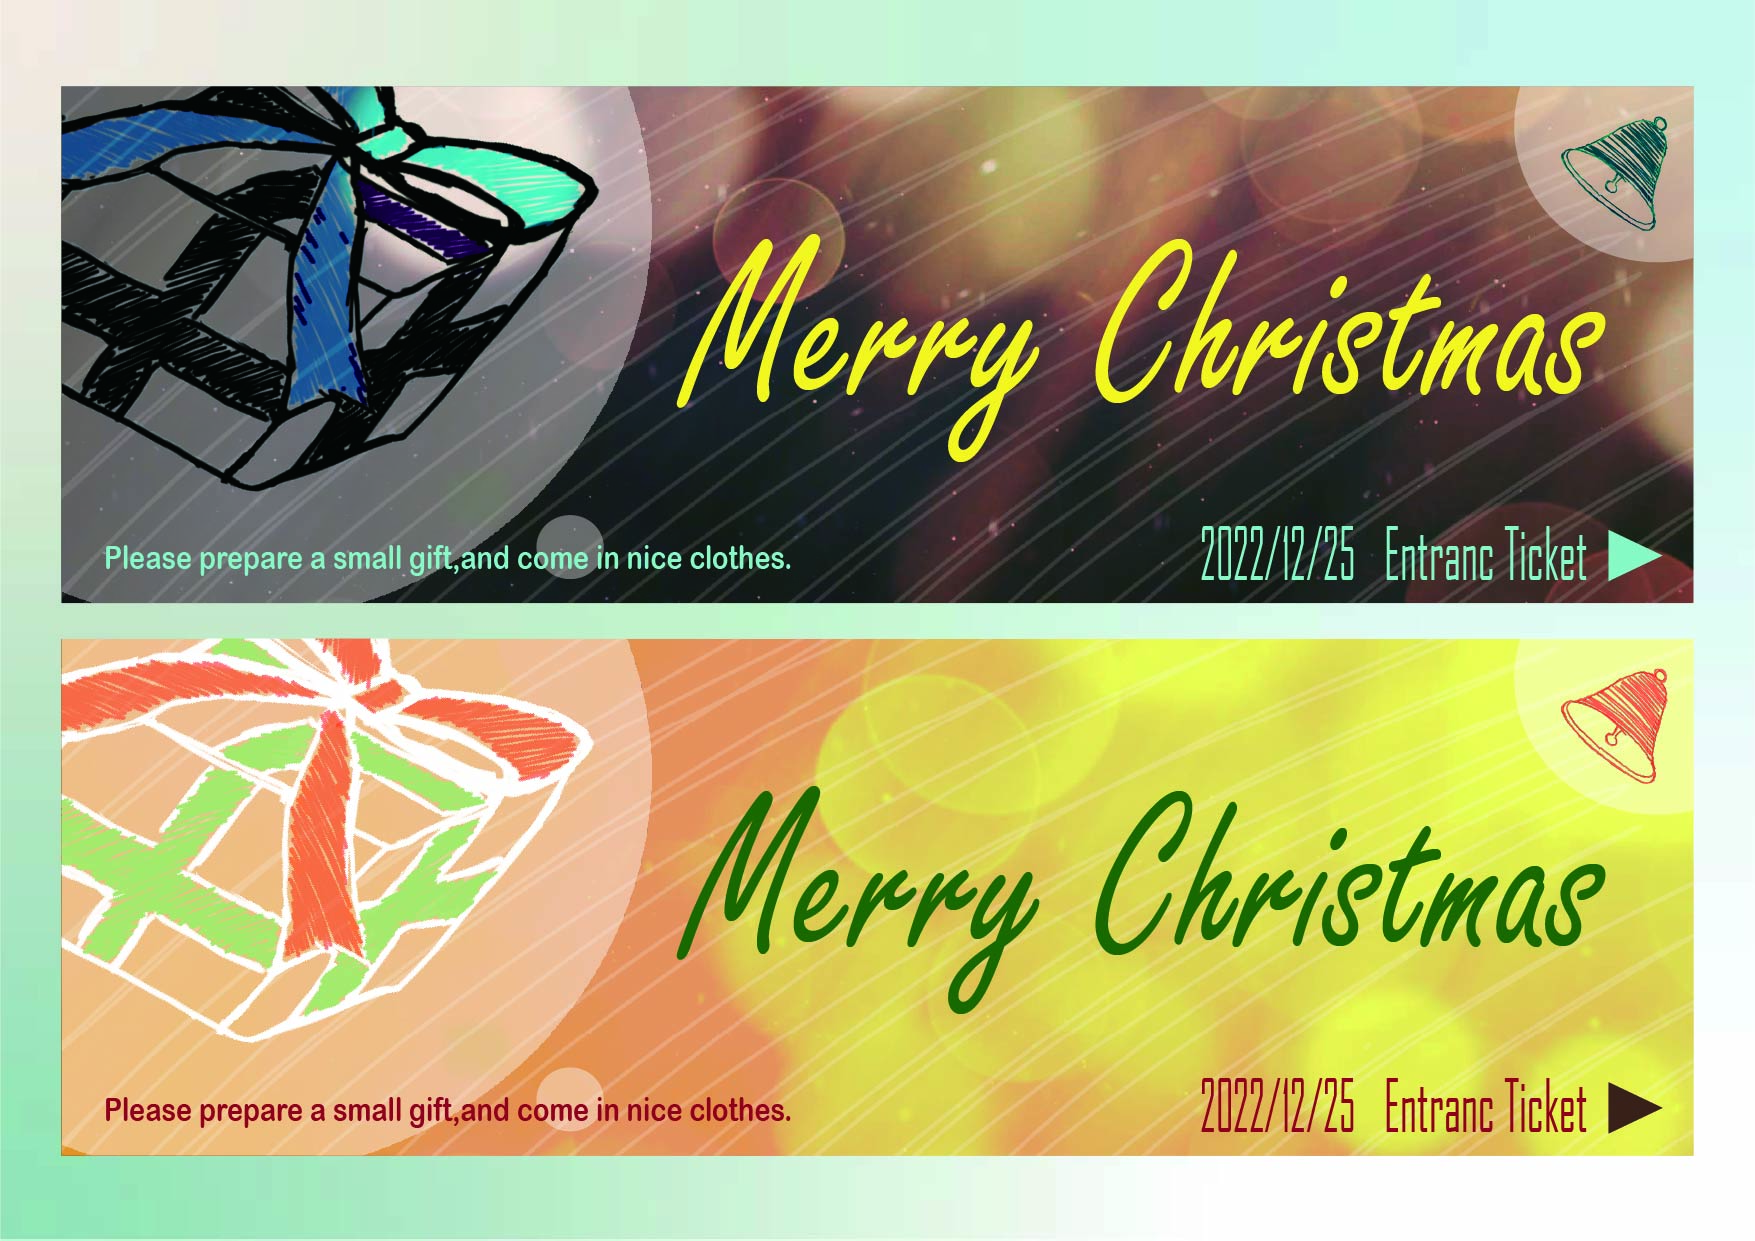 Merry Christmas
Please prepare a small gift,and come in nice clothes.
2022/12/25 Entranc Ticket
Merry Christmas
Please prepare a small gift,and come in nice clothes.
2022/12/25 Entranc Ticket